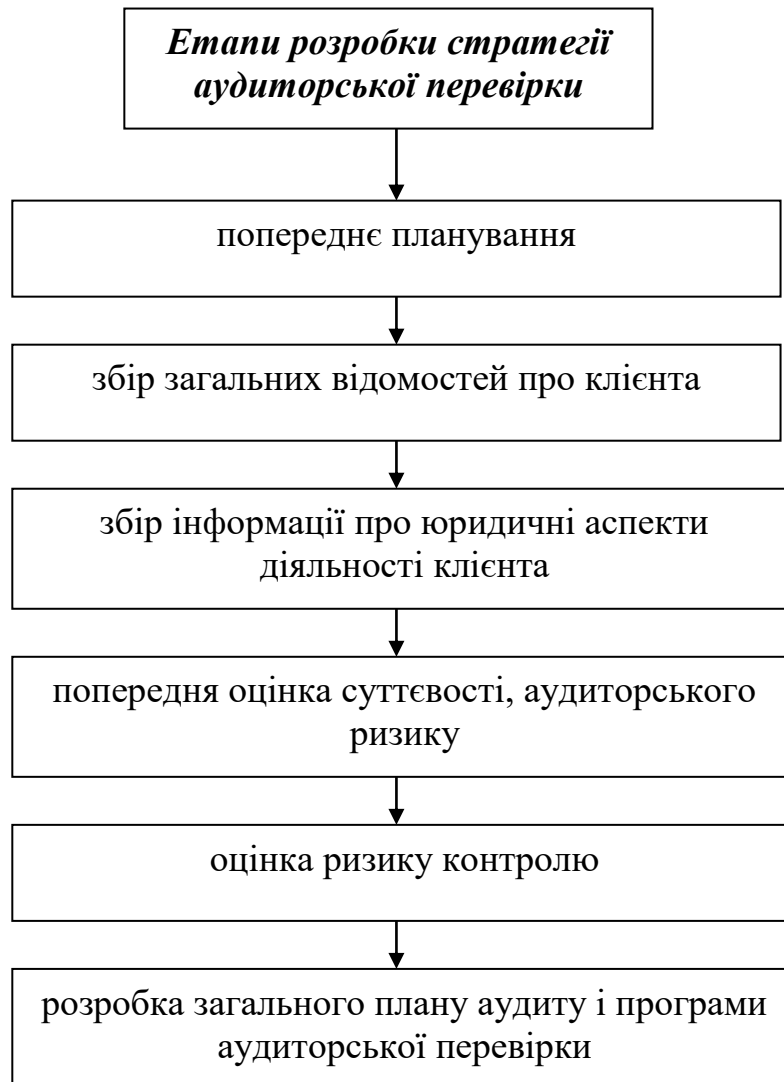 Етапи розробки стратегії
аудиторської перевірки
попереднє планування
збір загальних відомостей про клієнта
збір інформації про юридичні аспекти
діяльності клієнта
попередня оцінка суттєвості, аудиторського
ризику
оцінка ризику контролю
розробка загального плану аудиту і програми
аудиторської перевірки